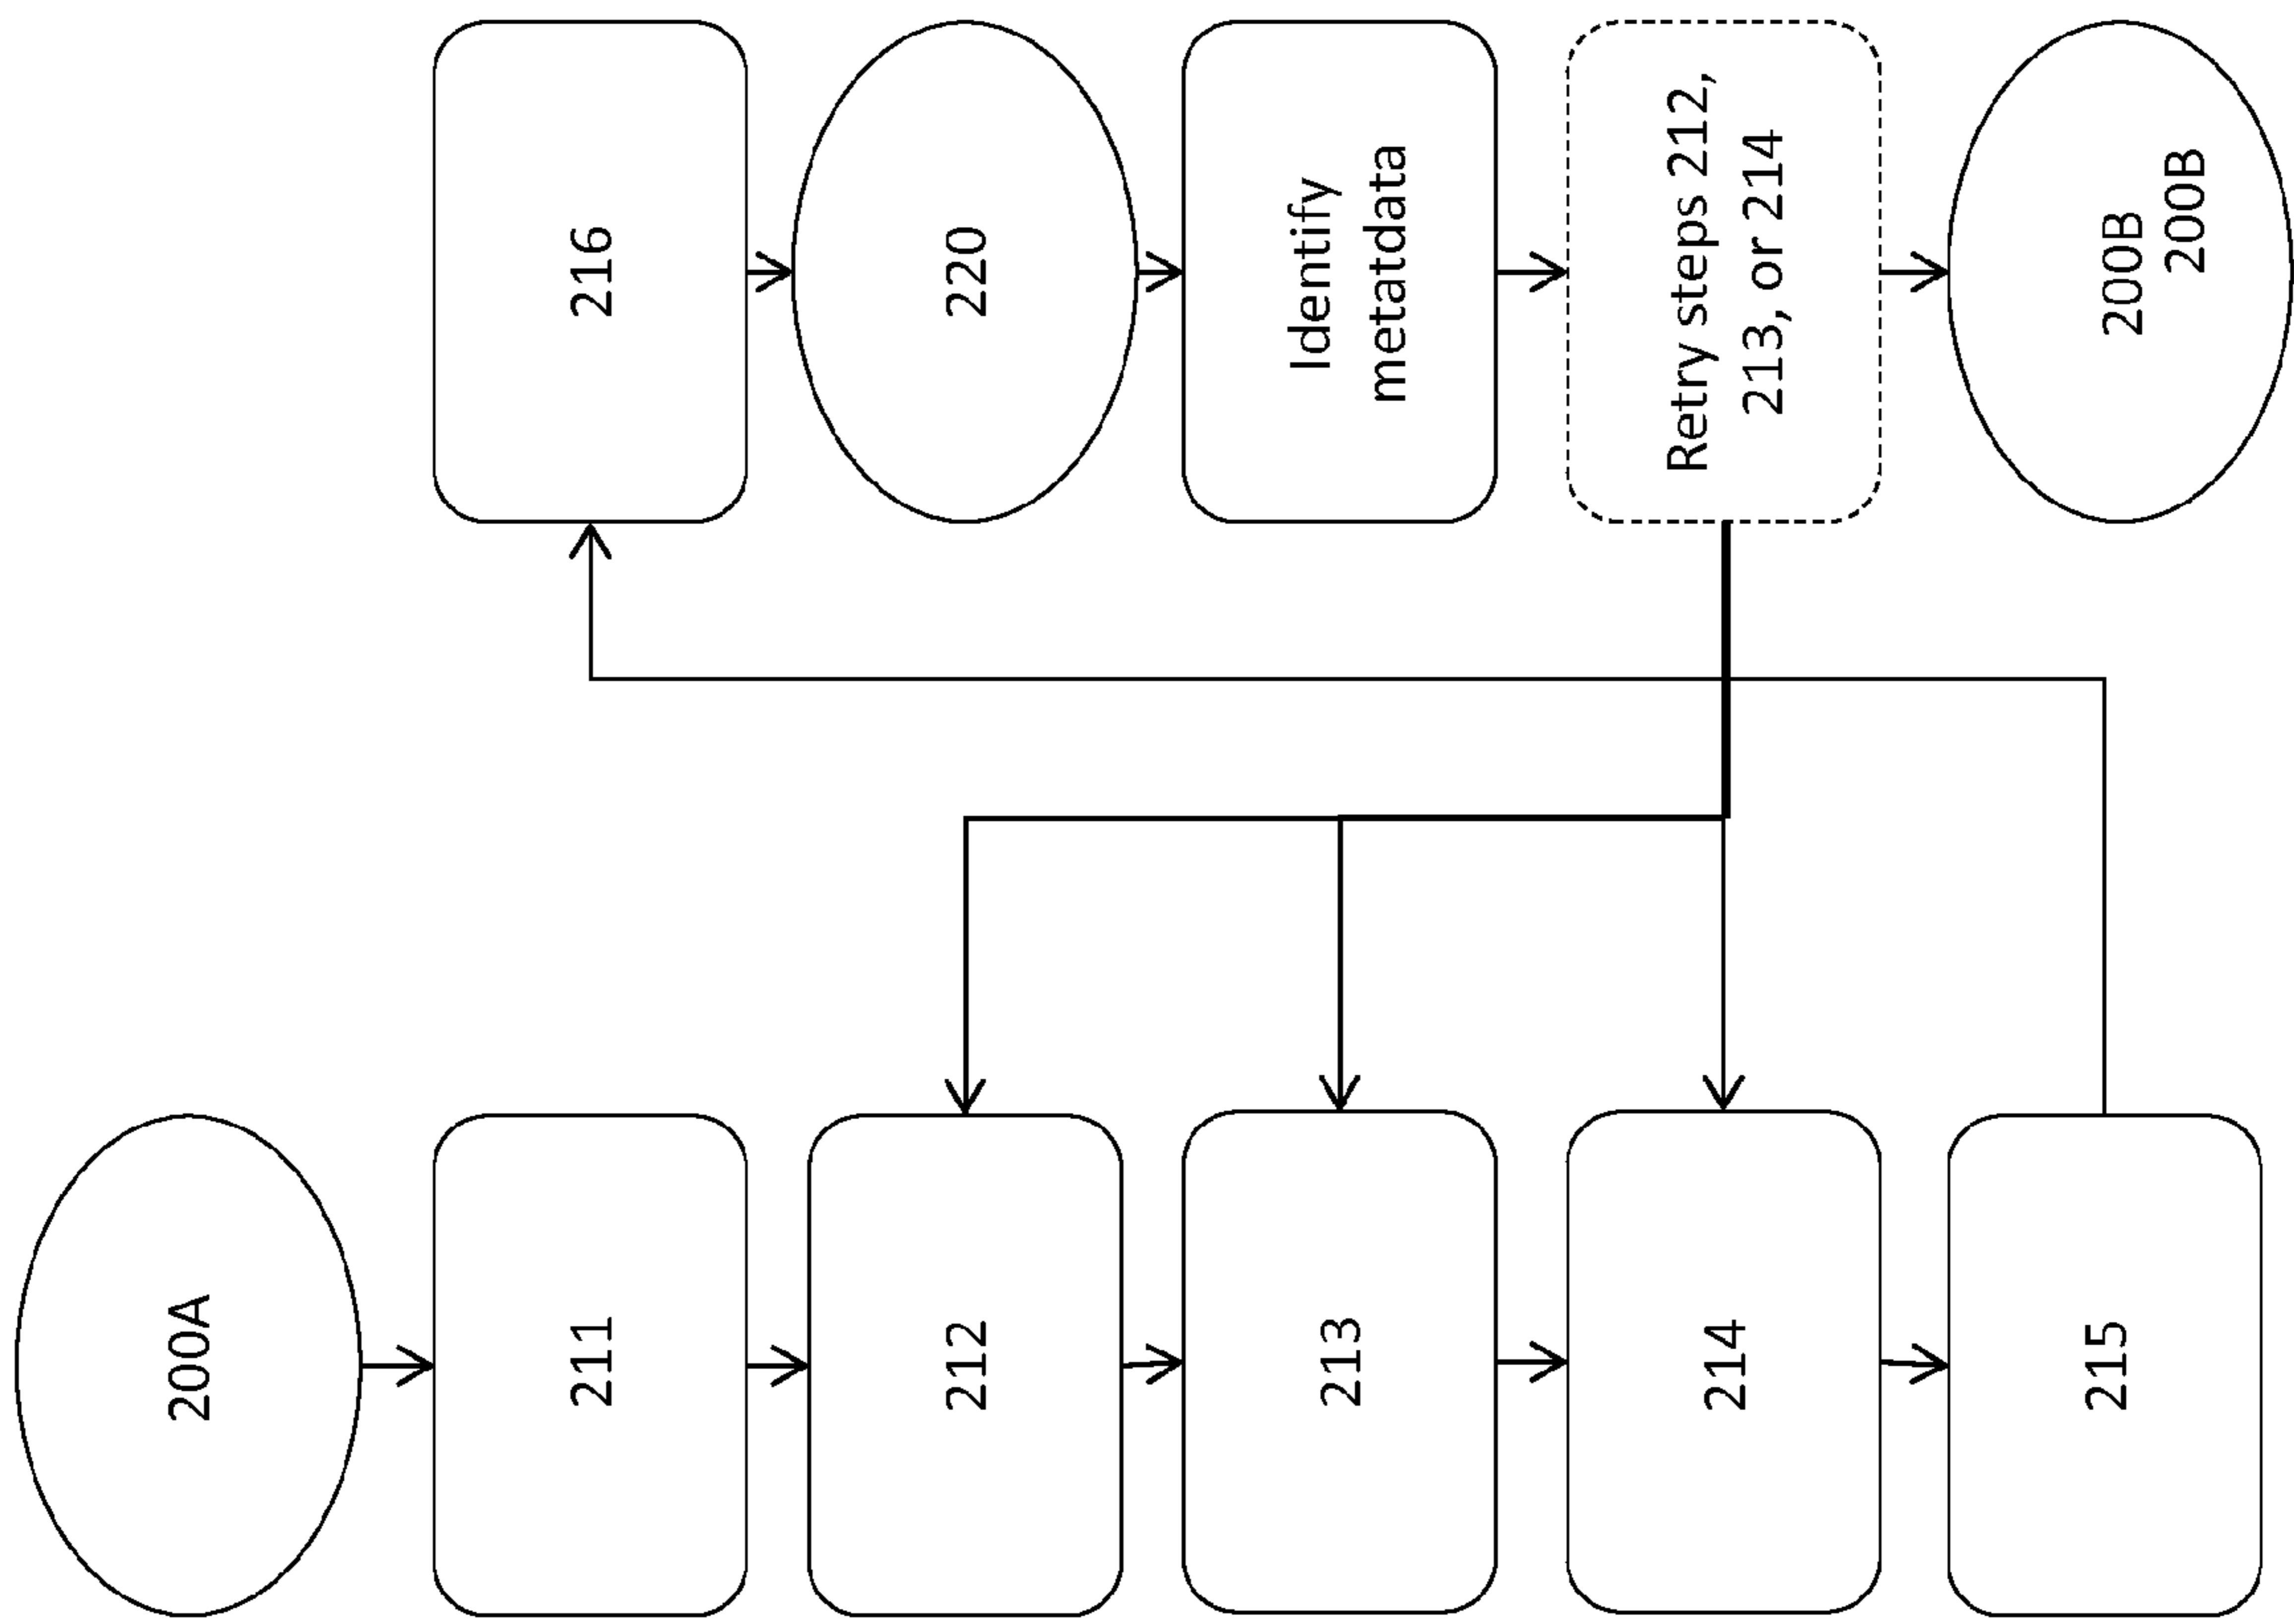 200A
211
212
213
214
215
216
220
Identify
metatdata
Retry steps 212,
213, or 214
200B
200B